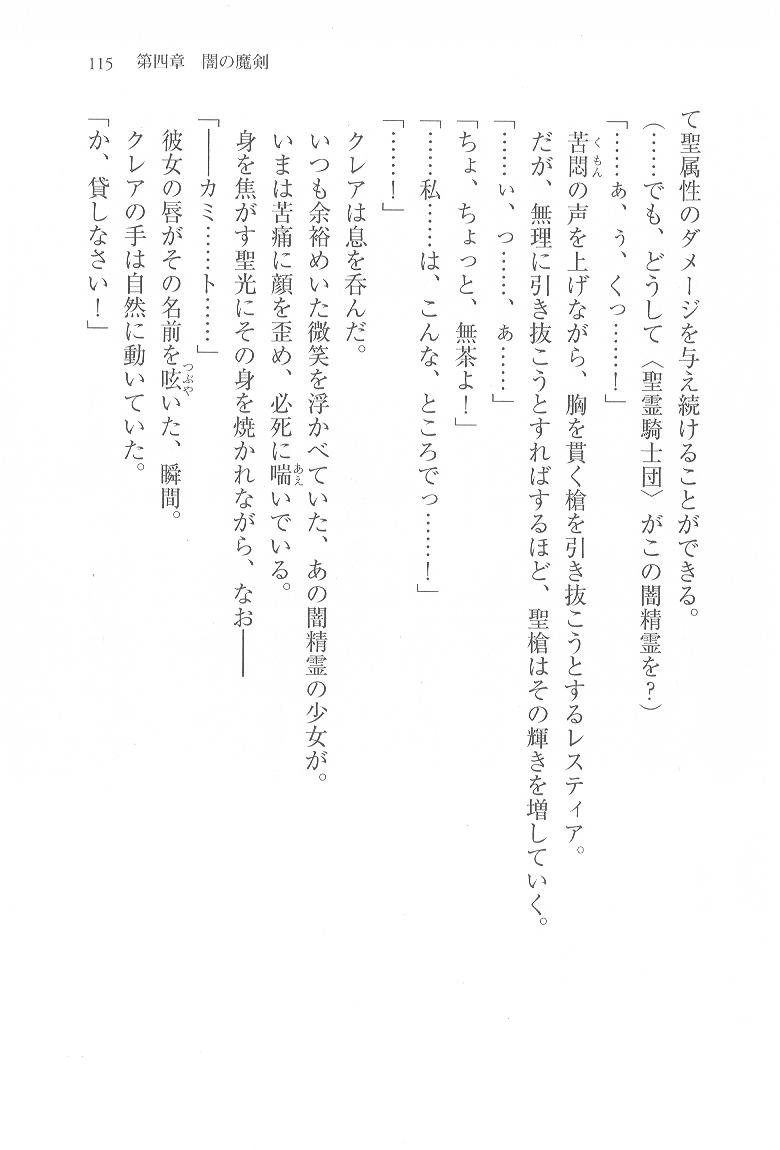 115　第四章　闇の魔剣
て聖属性のダメージを与え続けることができる。
（……でも、どうして〈聖霊騎士団〉がこの闇精霊を？）
「……ぁ、う、くっ……！」
苦悶の声を上げながら、胸を貫く槍を引き抜こうとするレスティア。
だが、無理に引き抜こうとすればするほど、聖槍はその輝きを増していく。
「……ぃ、っ……、ぁ……」
「ちょ、ちょっと、無茶よ！」
「……私……は、こんな、ところでっ……！」
「……！」
クレアは息を呑んだ。
いつも余裕めいた微笑を浮かべていた、あの闇精霊の少女が。
いまは苦痛に顔を歪め、必死に喘いでいる。
身を焦がす聖光にその身を焼かれながら、なお――
「――カミ……ト……」
彼女の唇がその名前を呟いた、瞬間。
クレアの手は自然に動いていた。
「か、貸しなさい！」